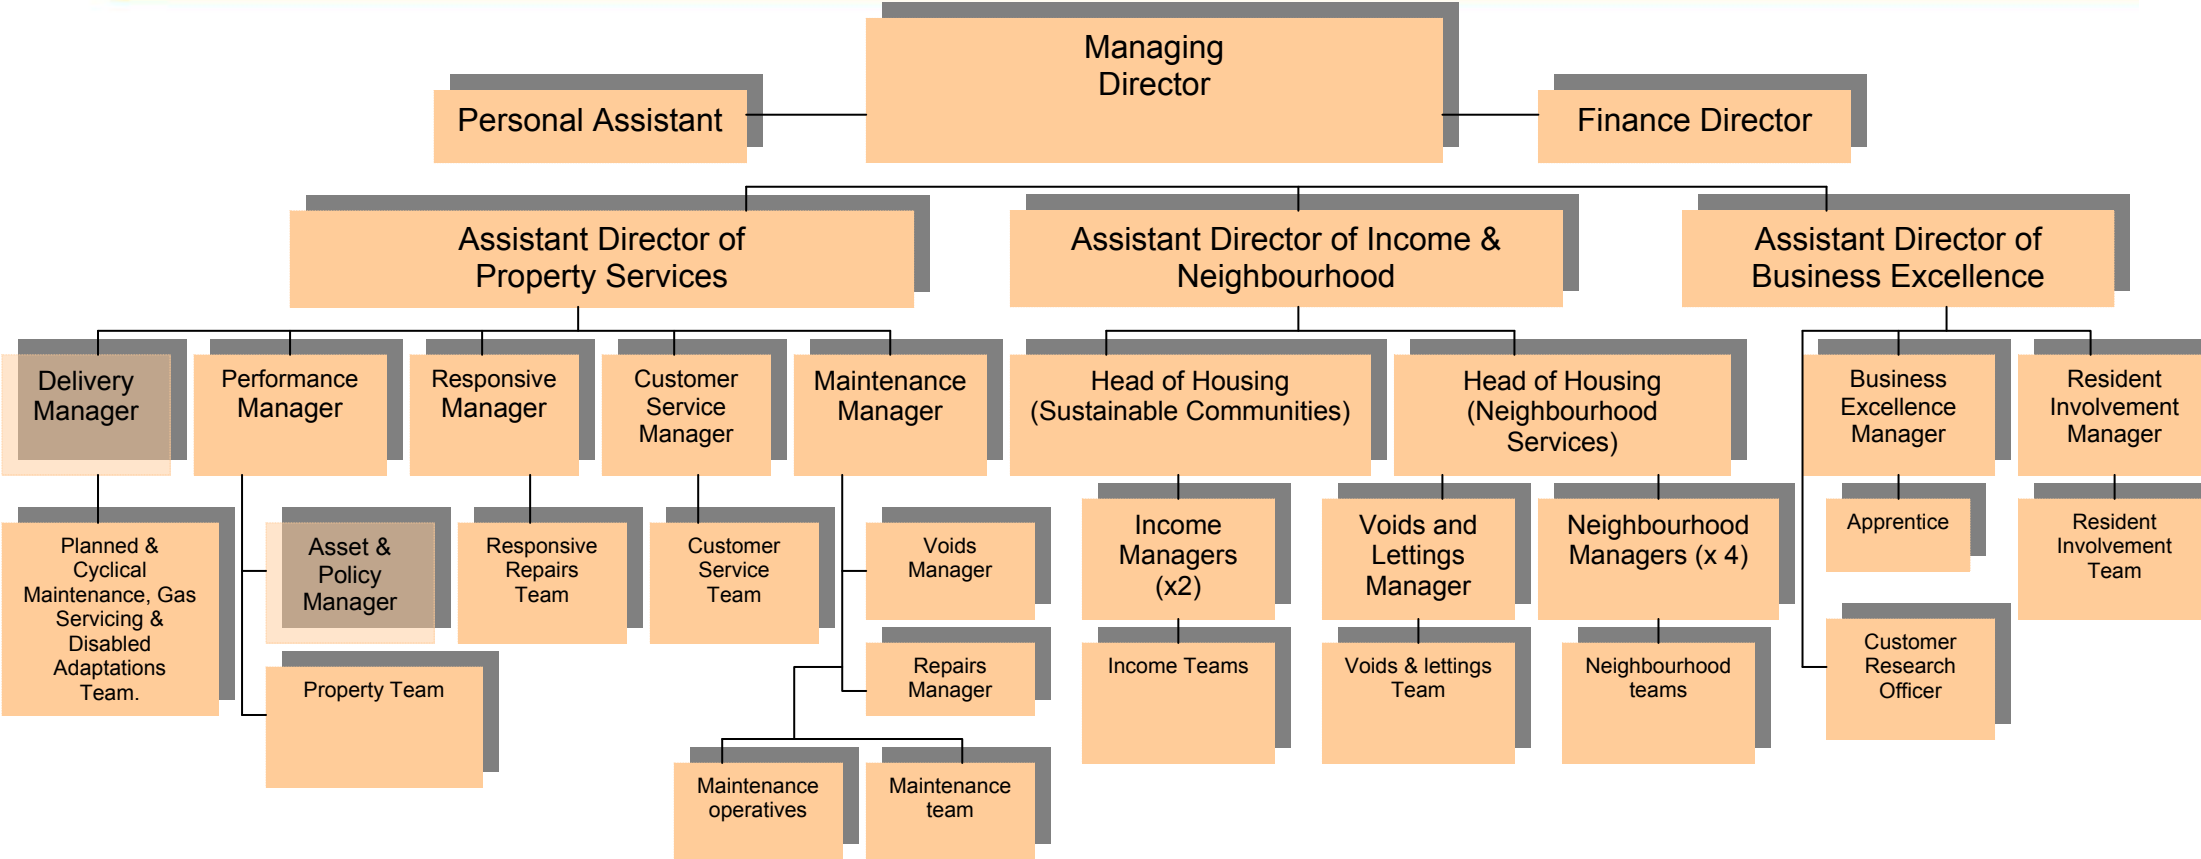 Managing
Director
Personal Assistant
Finance Director
Assistant Director of
Property Services
Assistant Director of Income &
Neighbourhood
Assistant Director of
Business Excellence
Delivery
Manager
Performance
Manager
Responsive
Manager
Customer
Service
Manager
Maintenance
Manager
Head of Housing
(Sustainable Communities)
Head of Housing
(Neighbourhood
Services)
Business
Excellence
Manager
Resident
Involvement
Manager
Planned &
Cyclical
Maintenance, Gas
Servicing &
Disabled
Adaptations
Team.
Asset &
Policy
Manager
Responsive
Repairs
Team
Customer
Service
Team
Voids
Manager
Income
Managers
(x2)
Voids and
Lettings
Manager
Neighbourhood
Managers (x 4)
Apprentice
Resident
Involvement
Team
Property Team
Repairs
Manager
Income Teams
Voids & lettings
Team
Neighbourhood
teams
Customer
Research
Officer
Maintenance
operatives
Maintenance
team